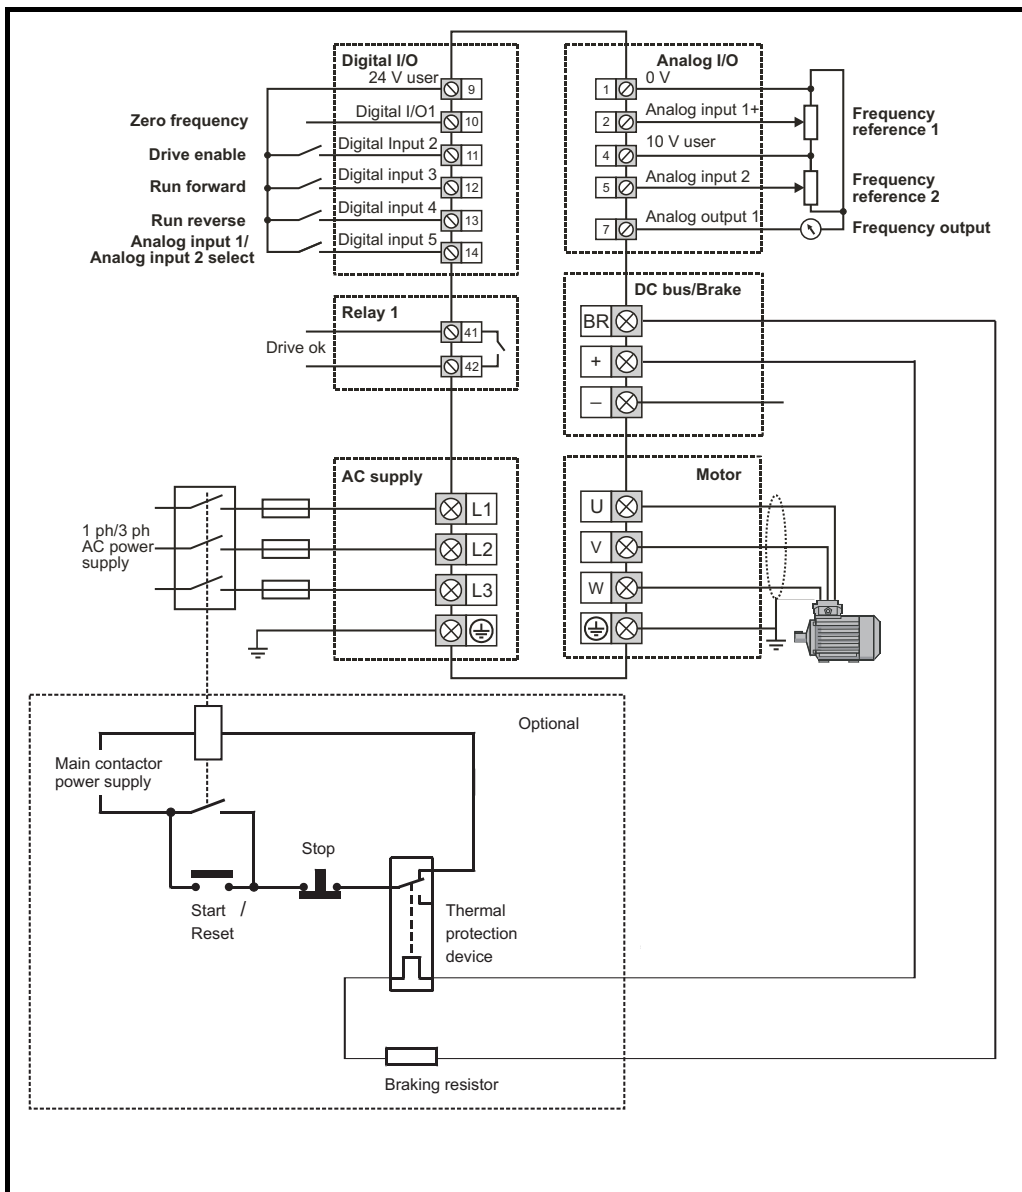 Digital I/O
24 V user
9
Zero frequency
Digital I/O1
10
Drive enable
Digital Input 2
11
Run forward
Digital input 3
12
Run reverse
Digital input 4
13
Analog input 1/
Analog input 2 select
Digital input 5
14
Analog I/O
1
0 V
2
Analog input 1+
Frequency
reference 1
4
10 V user
5
Analog input 2
Frequency
reference 2
7
Analog output 1
Frequency output
Relay 1
Drive ok
41
42
DC bus/Brake
BR
+
–
AC supply
1 ph/3 ph
AC power
supply
L1
L2
L3
Motor
U
V
W
Optional
Main contactor
power supply
Stop
Start /
Reset
Thermal
protection
device
Braking resistor